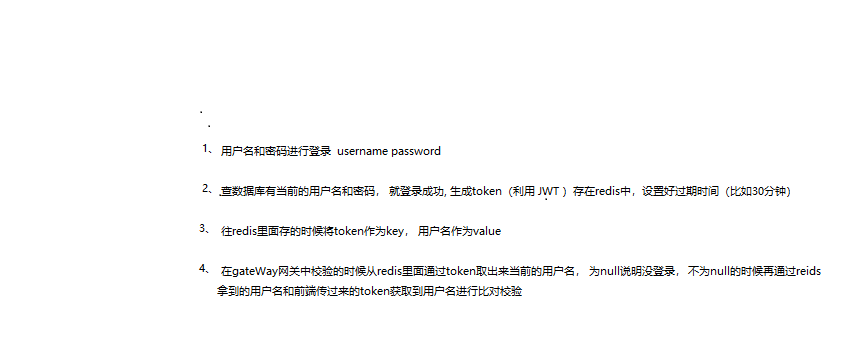 1、 用户名和密码进行登录 username password
2、 查数据库有当前的用户名和密码， 就登录成功, 生成token（利用 JWT ）存在redis中，设置好过期时间（比如30分钟）
3、 往redis里面存的时候将token作为key， 用户名作为value
4、 在gateWay网关中校验的时候从redis里面通过token取出来当前的用户名， 为null说明没登录， 不为null的时候再通过reids
拿到的用户名和前端传过来的token获取到用户名进行比对校验